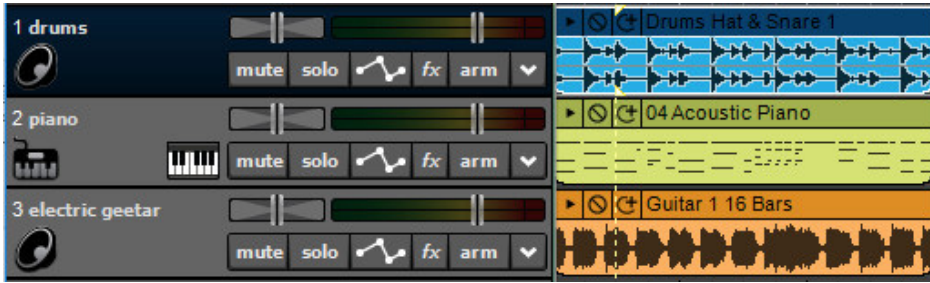 1 drums
mute solo fx arm
Drums Hat & Snare 1
2 piano
mute solo fx arm
04 Acoustic Piano
3 electric geetar
mute solo fx arm
Guitar 1 16 Bars